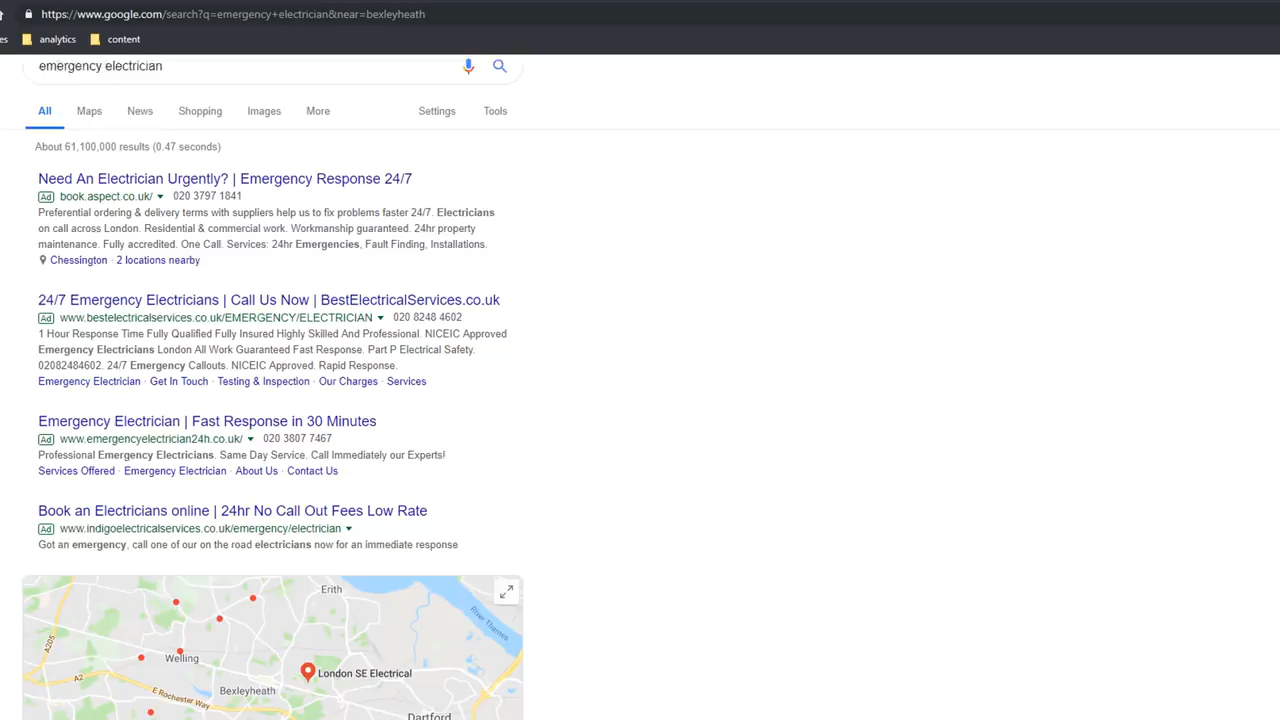 https://www.google.com/search?q=emergency+electrician&near=bexleyheath
es analytics content
emergency electrician
All Maps News Shopping Images More Settings Tools
About 61,100,000 results (0.47 seconds)
Need An Electrician Urgently? | Emergency Response 24/7
Ad book.aspect.co.uk/ 020 3797 1841
Preferential ordering & delivery terms with suppliers help us to fix problems faster 24/7. Electricians
on call across London. Residential & commercial work. Workmanship guaranteed. 24hr property
maintenance. Fully accredited. One Call. Services: 24hr Emergencies, Fault Finding, Installations.
Chessington · 2 locations nearby
24/7 Emergency Electricians | Call Us Now | BestElectricalServices.co.uk
Ad www.bestelectricalservices.co.uk/EMERGENCY/ELECTRICIAN 020 8248 4602
1 Hour Response Time Fully Qualified Fully Insured Highly Skilled And Professional. NICEIC Approved
Emergency Electricians London All Work Guaranteed Fast Response. Part P Electrical Safety.
02082484602. 24/7 Emergency Callouts. NICEIC Approved. Rapid Response.
Emergency Electrician · Get In Touch · Testing & Inspection · Our Charges · Services
Emergency Electrician | Fast Response in 30 Minutes
Ad www.emergencyelectrician24h.co.uk/ 020 3807 7467
Professional Emergency Electricians. Same Day Service. Call Immediately our Experts!
Services Offered · Emergency Electrician · About Us · Contact Us
Book an Electricians online | 24hr No Call Out Fees Low Rate
Ad www.indigoelectricalservices.co.uk/emergency/electrician
Got an emergency, call one of our on the road electricians now for an immediate response
Erith
River Thames
A205
Welling
London SE Electrical
A2
E Rochester Way
Bexleyheath
Dartford